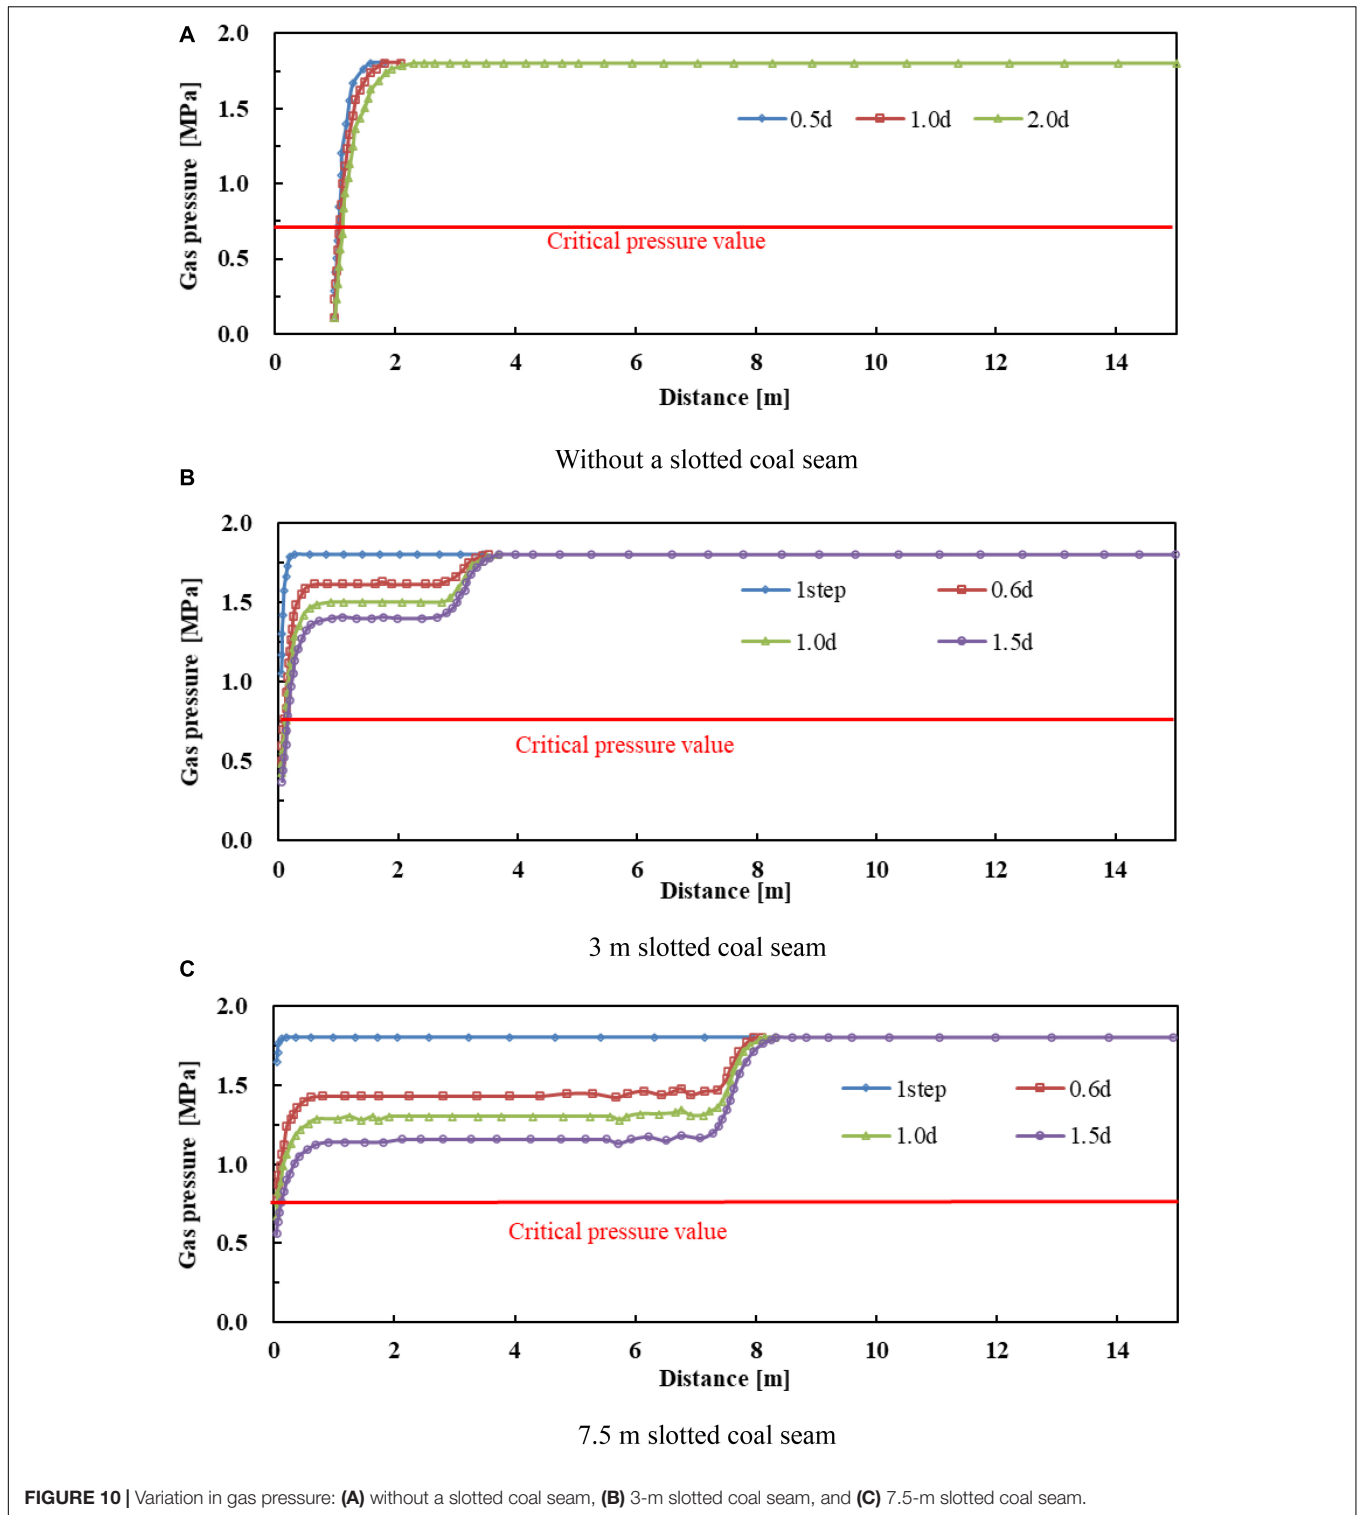 A
2.0
1.5
1.0
0.5
0.0
Gas pressure [MPa]
0.5d 1.0d 2.0d
Critical pressure value
0 2 4 6 8 10 12 14
Distance [m]
Without a slotted coal seam
B
2.0
1.5
1.0
0.5
0.0
Gas pressure [MPa]
1step 0.6d
1.0d 1.5d
Critical pressure value
0 2 4 6 8 10 12 14
Distance [m]
3 m slotted coal seam
C
2.0
1.5
1.0
0.5
0.0
Gas pressure [MPa]
1step 0.6d
1.0d 1.5d
Critical pressure value
0 2 4 6 8 10 12 14
Distance [m]
7.5 m slotted coal seam
FIGURE 10 | Variation in gas pressure: (A) without a slotted coal seam, (B) 3-m slotted coal seam, and (C) 7.5-m slotted coal seam.